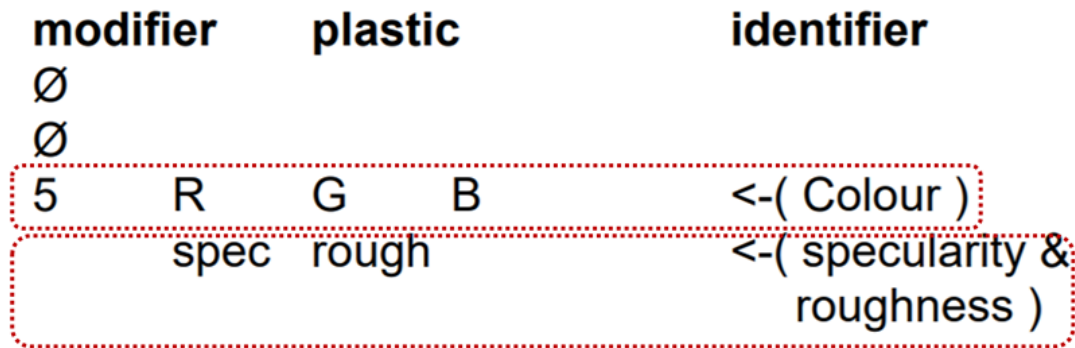 modifier plastic identifier
Ø
Ø
5 R G B <-( Colour )
spec rough <-( specularity &
roughness )